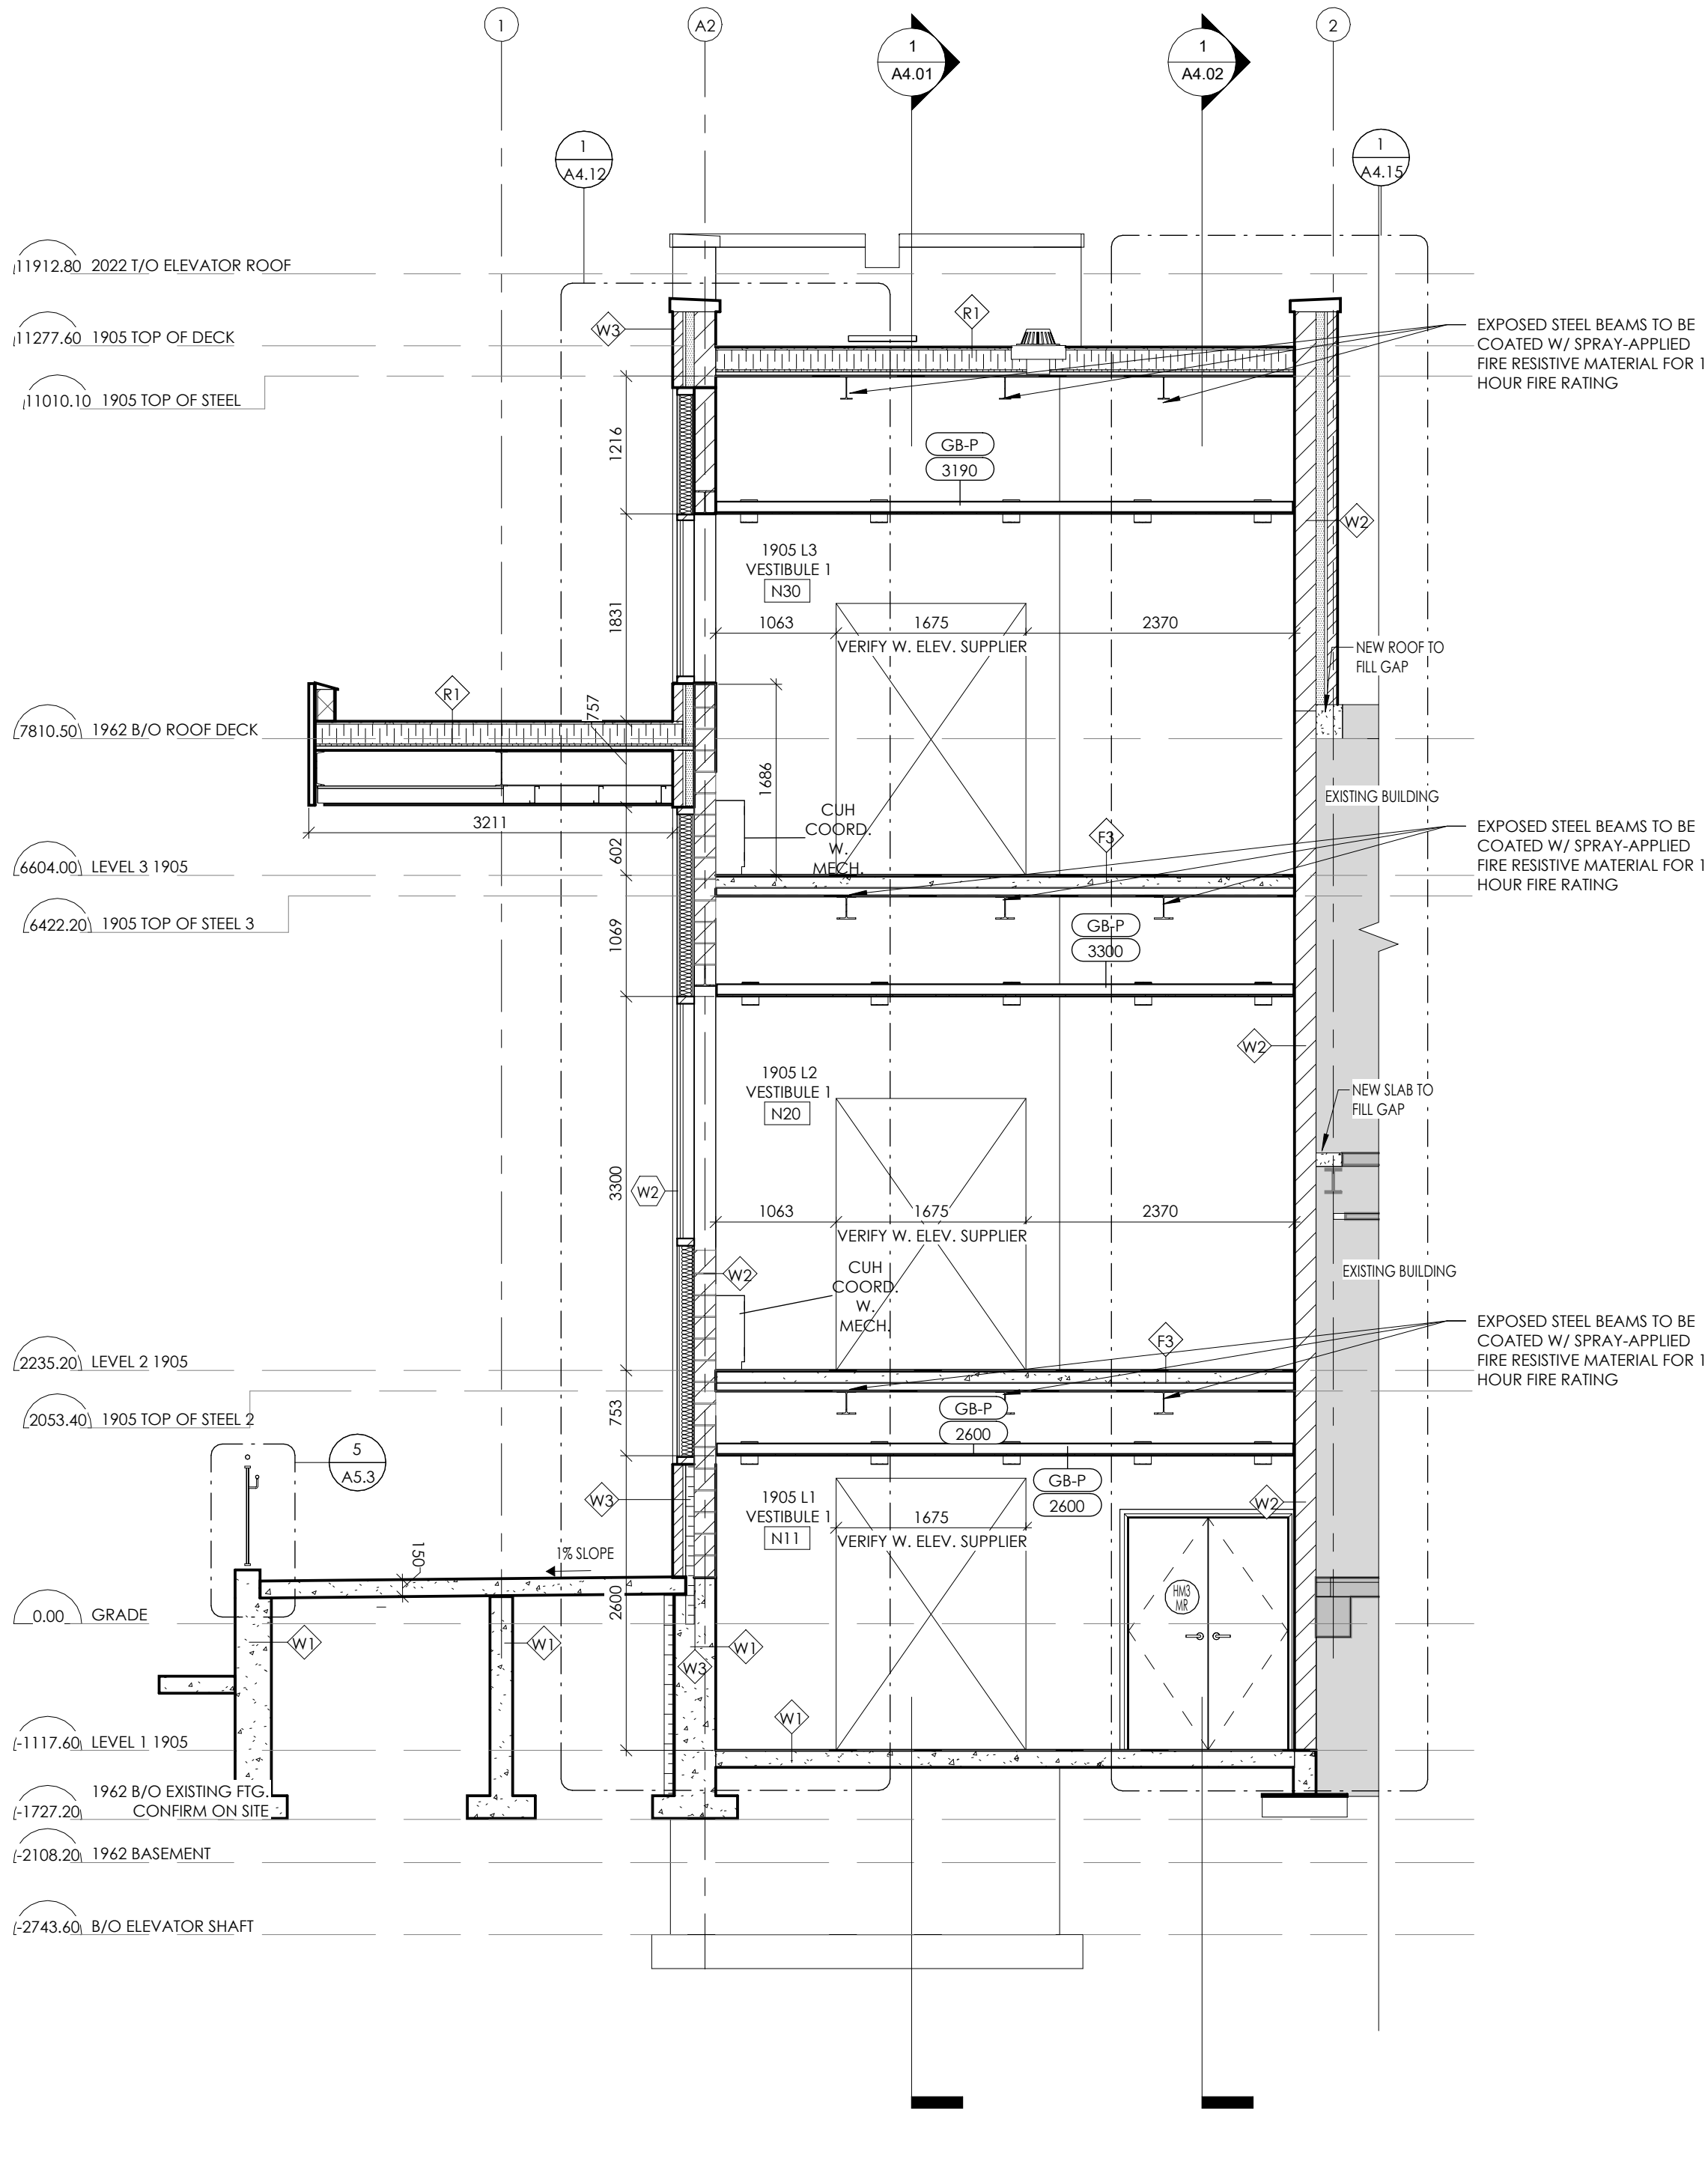 1
A2
1
A4.01
1
A4.02
2
1
A4.12
1
A4.15
11912.80 2022 T/O ELEVATOR ROOF
11277.60 1905 TOP OF DECK
11010.10 1905 TOP OF STEEL
W3
R1
EXPOSED STEEL BEAMS TO BE
COATED W/ SPRAY-APPLIED
FIRE RESISTIVE MATERIAL FOR 1
HOUR FIRE RATING
1216
GB-P
3190
W2
1905 L3
VESTIBULE 1
N30
1831
1063
1675
2370
VERIFY W. ELEV. SUPPLIER
NEW ROOF TO
FILL GAP
R1
757
7810.50 1962 B/O ROOF DECK
1686
3211
CUH
COORD.
W.
MECH.
EXISTING BUILDING
602
F3
6604.00 LEVEL 3 1905
EXPOSED STEEL BEAMS TO BE
COATED W/ SPRAY-APPLIED
FIRE RESISTIVE MATERIAL FOR 1
HOUR FIRE RATING
6422.20 1905 TOP OF STEEL 3
1069
GB-P
3300
W2
1905 L2
VESTIBULE 1
N20
NEW SLAB TO
FILL GAP
3300
W2
1063
1675
2370
VERIFY W. ELEV. SUPPLIER
W2
CUH
COORD.
W.
MECH.
EXISTING BUILDING
F3
2235.20 LEVEL 2 1905
EXPOSED STEEL BEAMS TO BE
COATED W/ SPRAY-APPLIED
FIRE RESISTIVE MATERIAL FOR 1
HOUR FIRE RATING
2053.40 1905 TOP OF STEEL 2
753
GB-P
2600
5
A5.3
GB-P
2600
W3
1905 L1
VESTIBULE 1
N11
1675
VERIFY W. ELEV. SUPPLIER
W2
150
1% SLOPE
2600
HM3
MR
0.00 GRADE
W1
W1
W1
W3
W1
-1117.60 LEVEL 1 1905
1962 B/O EXISTING FTG.
-1727.20 CONFIRM ON SITE
-2108.20 1962 BASEMENT
-2743.60 B/O ELEVATOR SHAFT